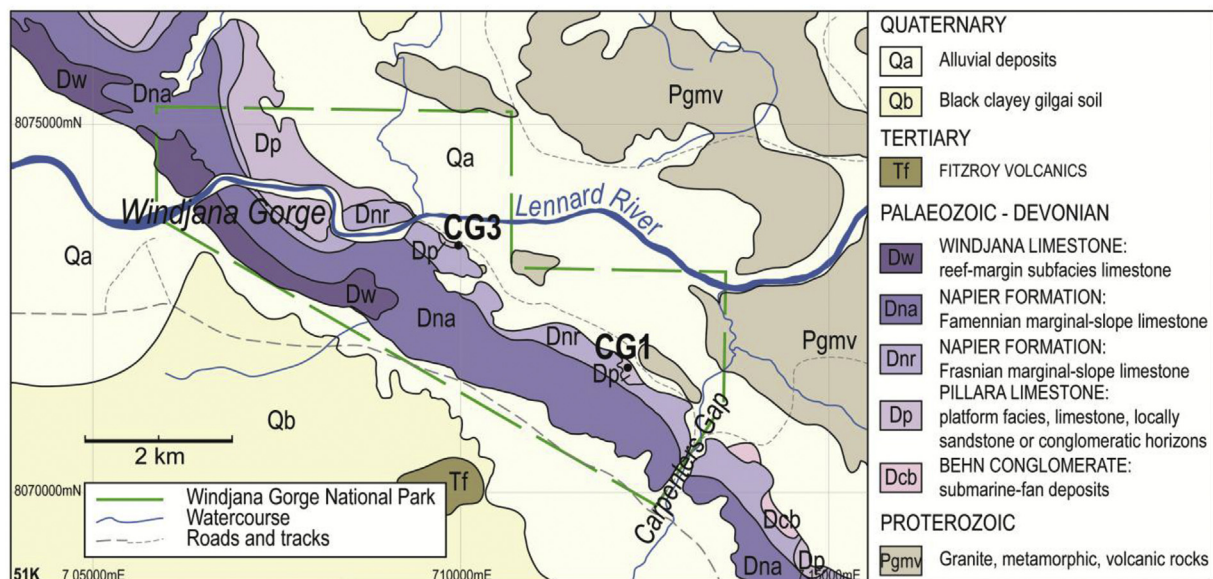 Dw
Dna
Pgmv
8075000mN
Dp
Qa
Lennard River
Windjana Gorge
Dnr
CG3
Qa
Dp
Dw
Dna
Dnr
Pgmv
CG1
Dp
Qb
2 km
Carpenters Gap
8070000mN
Tf
Windjana Gorge National Park
Watercourse
Roads and tracks
Dcb
Dp
Dna
51K
7 05000mE
710000mE
7 15000mE
QUATERNARY
Qa Alluvial deposits
Qb Black clayey gilgai soil
TERTIARY
Tf FITZROY VOLCANICS
PALAEOZOIC - DEVONIAN
Dw WINDJANA LIMESTONE:
reef-margin subfacies limestone
Dna NAPIER FORMATION:
Famennian marginal-slope limestone
Dnr NAPIER FORMATION:
Frasnian marginal-slope limestone
PILLARA LIMESTONE:
Dp platform facies, limestone, locally
sandstone or conglomeratic horizons
Dcb BEHN CONGLOMERATE:
submarine-fan deposits
PROTEROZOIC
Pgmv Granite, metamorphic, volcanic rocks